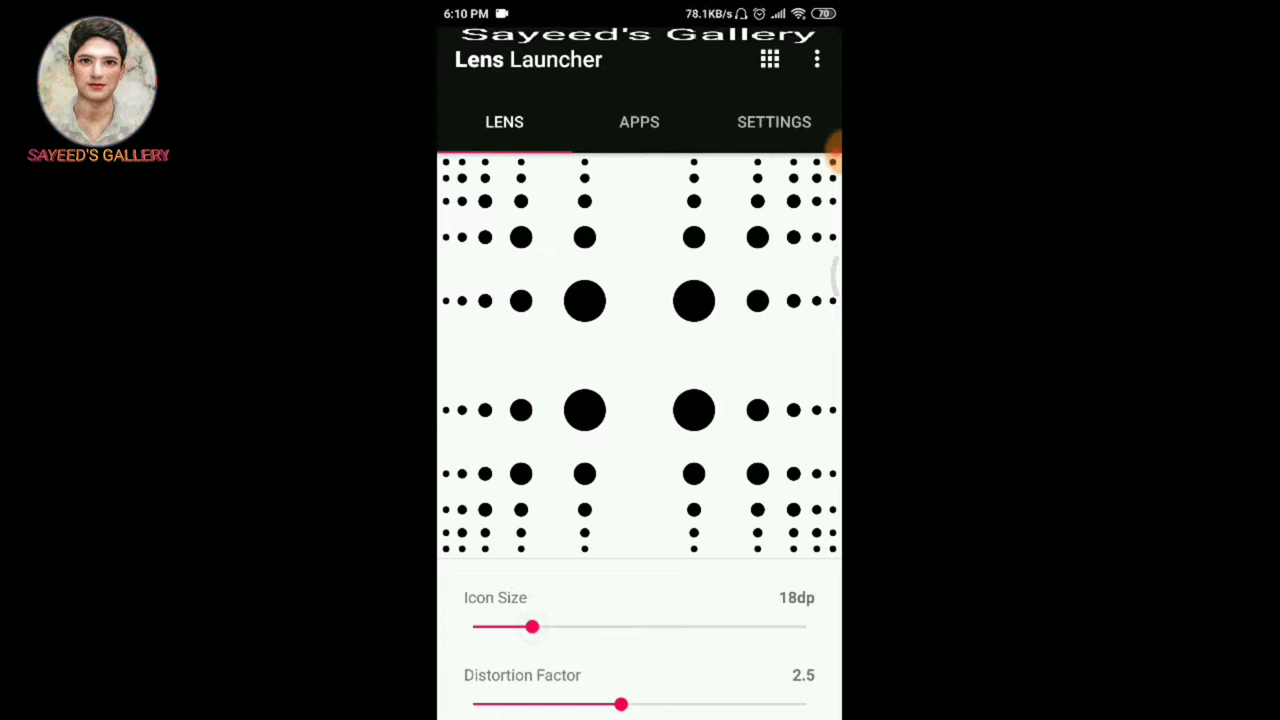 6:10 PM 78.1KB/s 70
Sayeed's Gallery
Lens Launcher
SAYEED'S GALLERY
LENS APPS SETTINGS
Icon Size 18dp
Distortion Factor 2.5